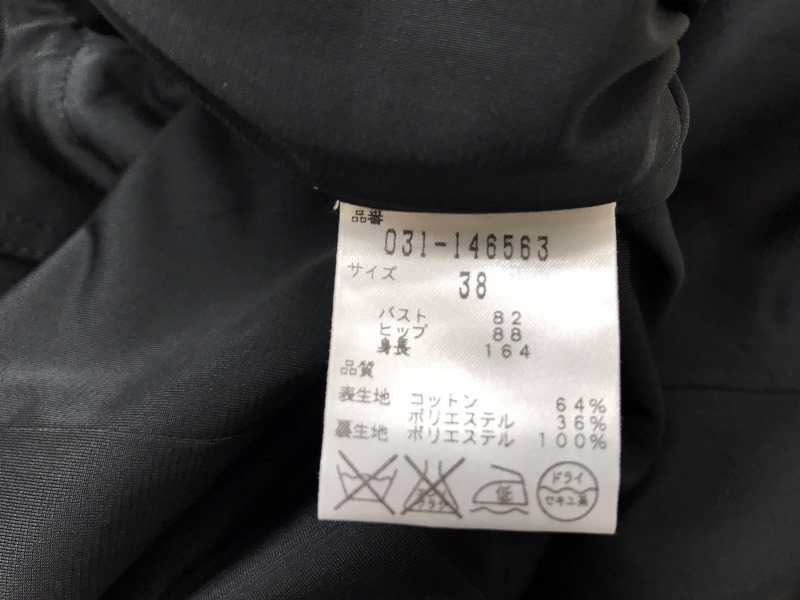 品番
031-146563
サイズ
38
バスト 82
ヒップ 88
身長 164
品質
表生地 コットン 64%
ポリエステル 36%
裏生地 ポリエステル 100%
低
ドライ
セキユ系